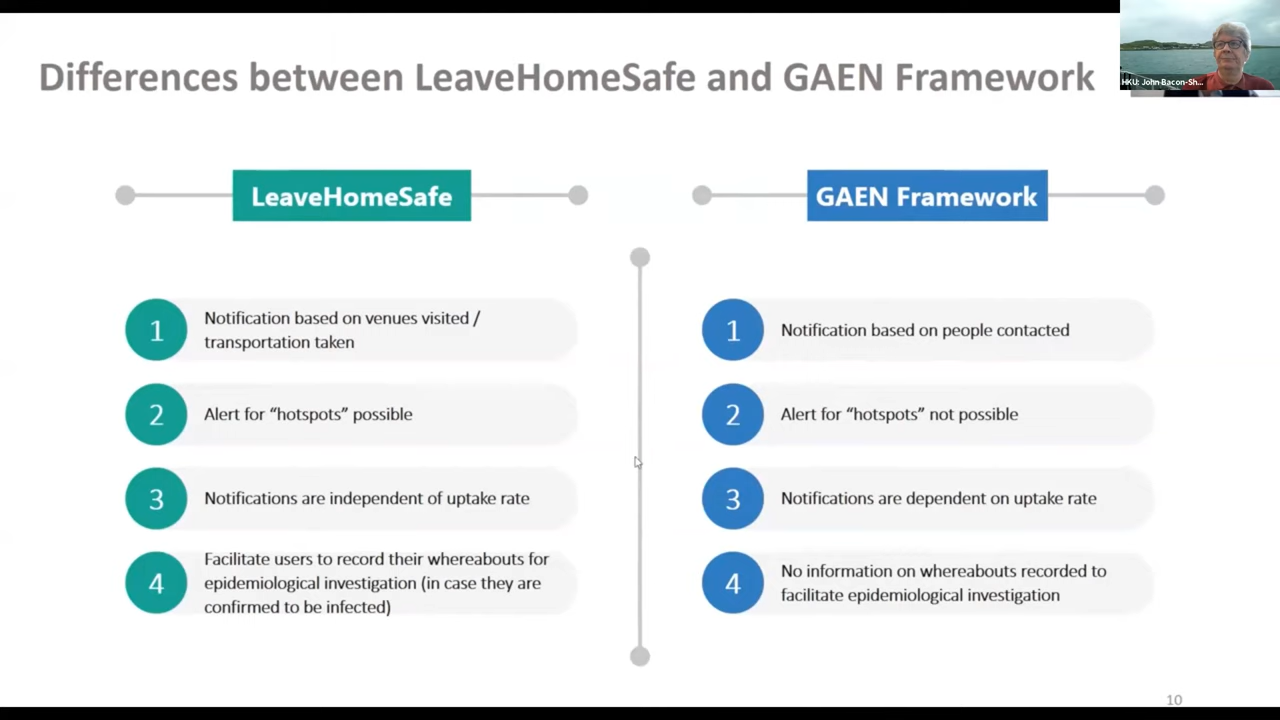 Differences between LeaveHomeSafe and GAEN Framework
HKU: John Bacon-Sh...
LeaveHomeSafe
1
Notification based on venues visited /
transportation taken
2
Alert for “hotspots” possible
3
Notifications are independent of uptake rate
4
Facilitate users to record their whereabouts for
epidemiological investigation (in case they are
confirmed to be infected)
GAEN Framework
1
Notification based on people contacted
2
Alert for “hotspots” not possible
3
Notifications are dependent on uptake rate
4
No information on whereabouts recorded to
facilitate epidemiological investigation
10